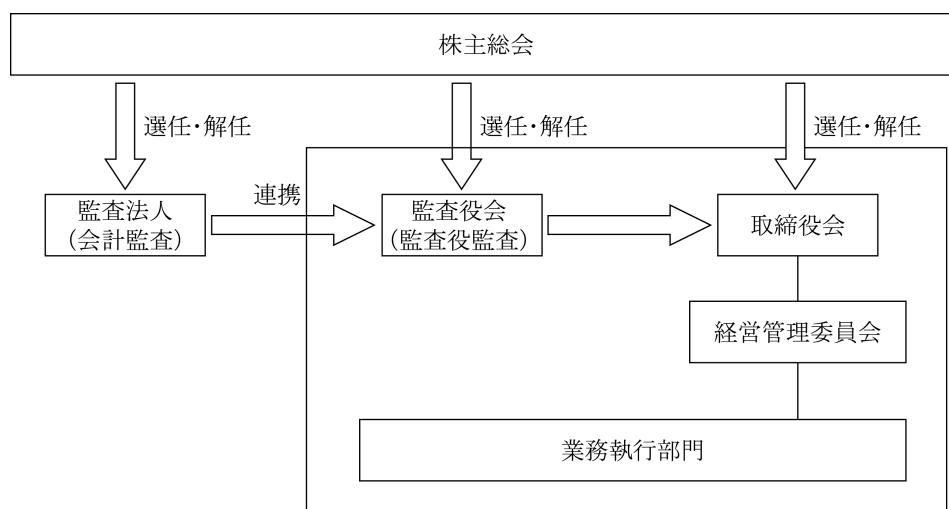 株主総会
選任・解任
選任・解任
選任・解任
連携
監査法人
（会計監査）
監査役会
（監査役監査）
取締役会
経営管理委員会
業務執行部門